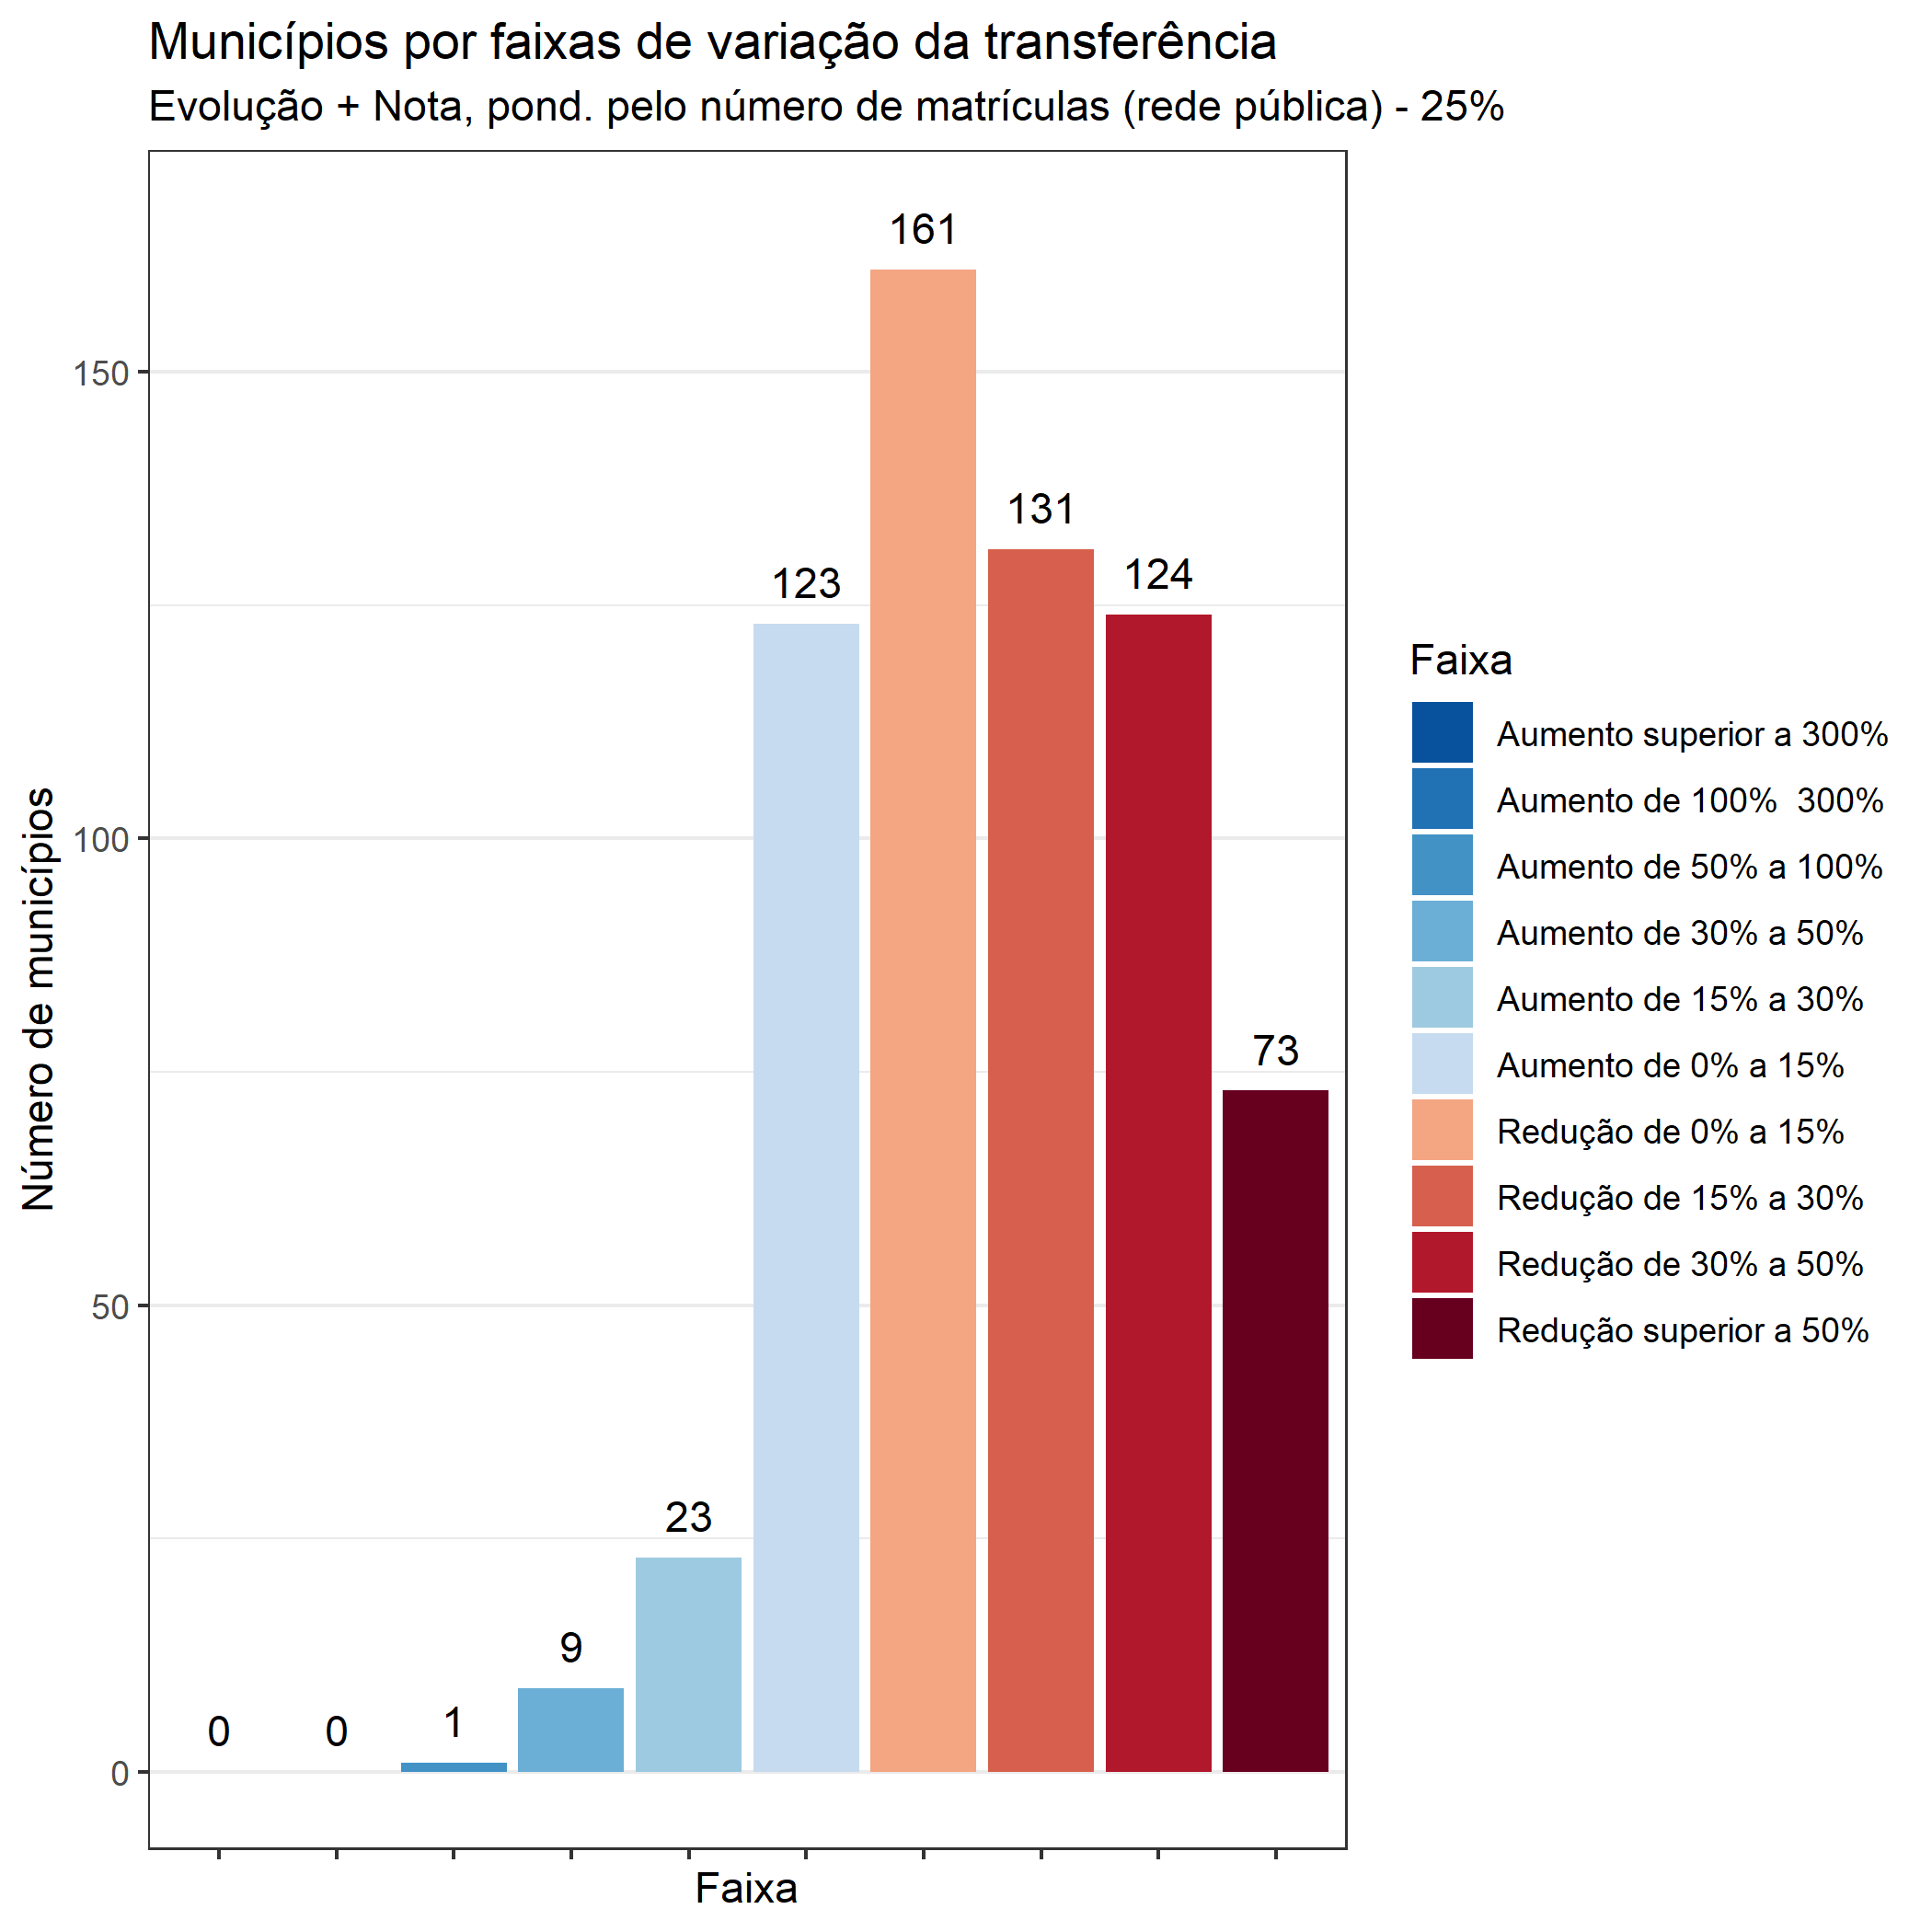 Municípios por faixas de variação da transferência
Evolução + Nota, pond. pelo número de matrículas (rede pública) - 25%
Número de municípios
150
100
50
0
0
0
1
9
23
123
161
131
124
73
Faixa
Faixa
Aumento superior a 300%
Aumento de 100%  300%
Aumento de 50% a 100%
Aumento de 30% a 50%
Aumento de 15% a 30%
Aumento de 0% a 15%
Redução de 0% a 15%
Redução de 15% a 30%
Redução de 30% a 50%
Redução superior a 50%